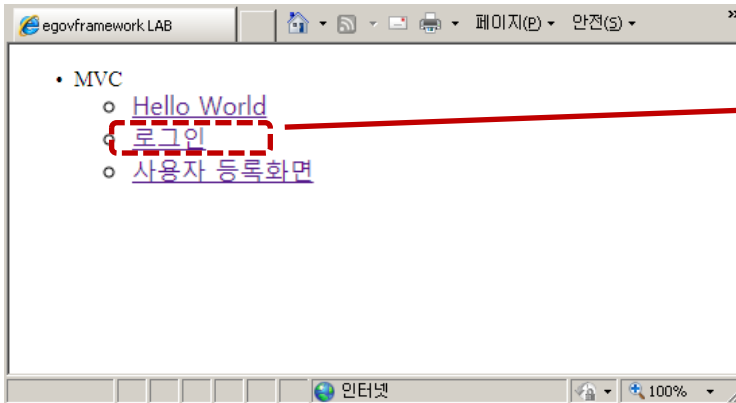 egovframework LAB
페이지(P) 안전(S)
»
• MVC
Hello World
로그인
사용자 등록화면
인터넷
100%